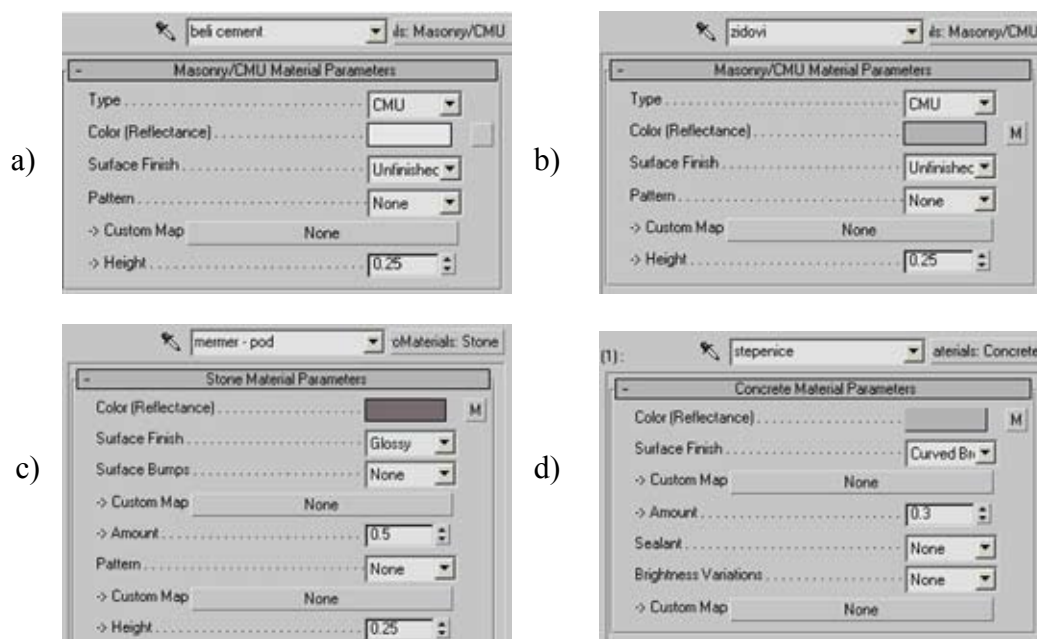 a)
beli cement ls: Masonry/CMU
- Masonry/CMU Material Parameters
Type CMU
Color (Reflectance)
Surface Finish Unfinishec
Pattern None
-> Custom Map None
-> Height 0.25
b)
zidovi ls: Masonry/CMU
- Masonry/CMU Material Parameters
Type CMU
Color (Reflectance) M
Surface Finish Unfinishec
Pattern None
-> Custom Map None
-> Height 0.25
c)
mermer - pod oMaterials: Stone
- Stone Material Parameters
Color (Reflectance) M
Surface Finish Glossy
Surface Bumps None
-> Custom Map None
-> Amount 0.5
Pattern None
-> Custom Map None
-> Height 0.25
d)
(1) : stepenice aterials: Concrete
- Concrete Material Parameters
Color (Reflectance) M
Surface Finish Curved
-> Custom Map None
-> Amount 0.3
Sealant None
Brightness Variations None
-> Custom Map None